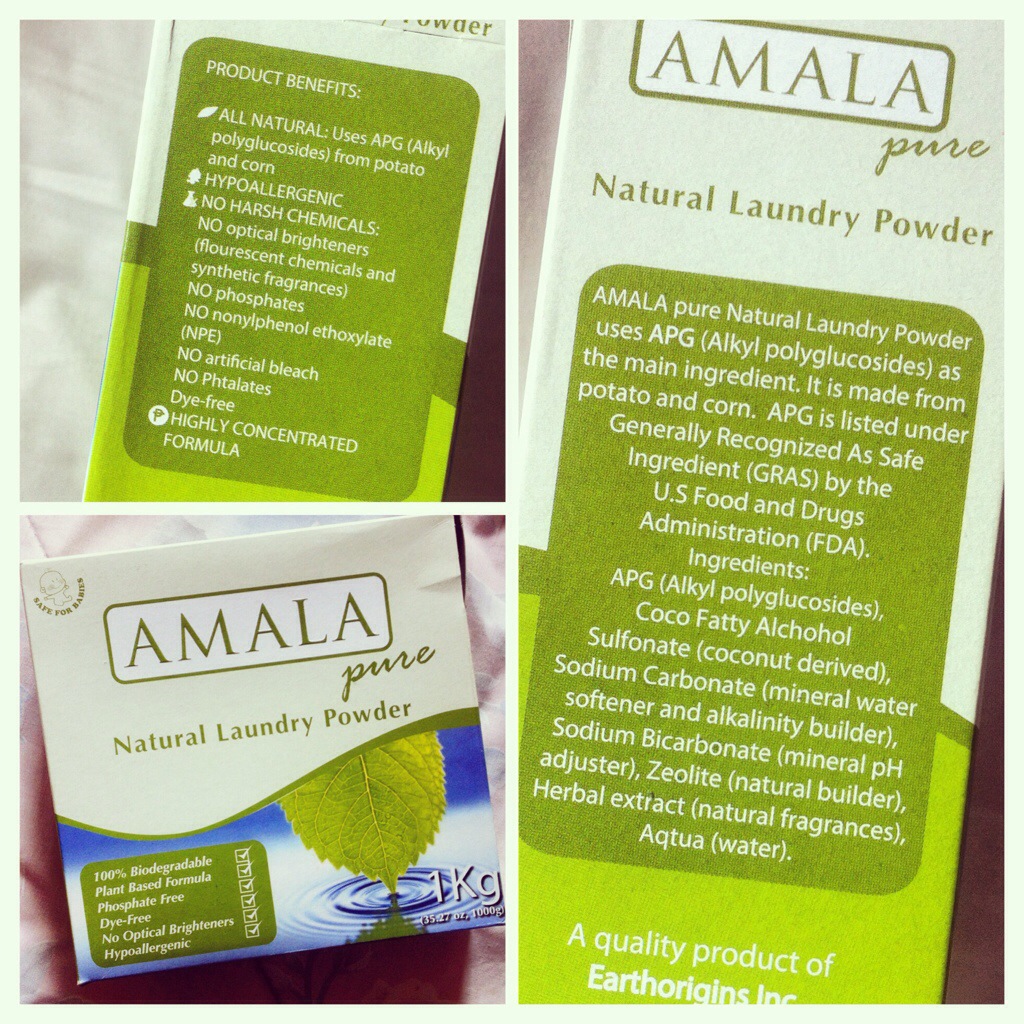 Powder
PRODUCT BENEFITS:
ALL NATURAL: Uses APG (Alkyl
polyglucosides) from potato
and corn
HYPOALLERGENIC
NO HARSH CHEMICALS:
NO optical brighteners
(flourescent chemicals and
synthetic fragrances)
NO phosphates
NO nonylphenol ethoxylate
(NPE)
NO artificial bleach
NO Phtalates
Dye-free
HIGHLY CONCENTRATED
FORMULA
SAFE FOR BABIES
AMALA
pure
Natural Laundry Powder
100% Biodegradable
Plant Based Formula
Phosphate Free
Dye-Free
No Optical Brighteners
Hypoallergenic
1Kg
(35.27 oz, 1000g)
AMALA
pure
Natural Laundry Powder
AMALA pure Natural Laundry Powder
uses APG (Alkyl polyglucosides) as
the main ingredient. It is made from
potato and corn. APG is listed under
Generally Recognized As Safe
Ingredient (GRAS) by the
U.S Food and Drugs
Administration (FDA).
Ingredients:
APG (Alkyl polyglucosides),
Coco Fatty Alchohol
Sulfonate (coconut derived),
Sodium Carbonate (mineral water
softener and alkalinity builder),
Sodium Bicarbonate (mineral pH
adjuster), Zeolite (natural builder),
Herbal extract (natural fragrances),
Aqtua (water).
A quality product of
Earthorigins Inc